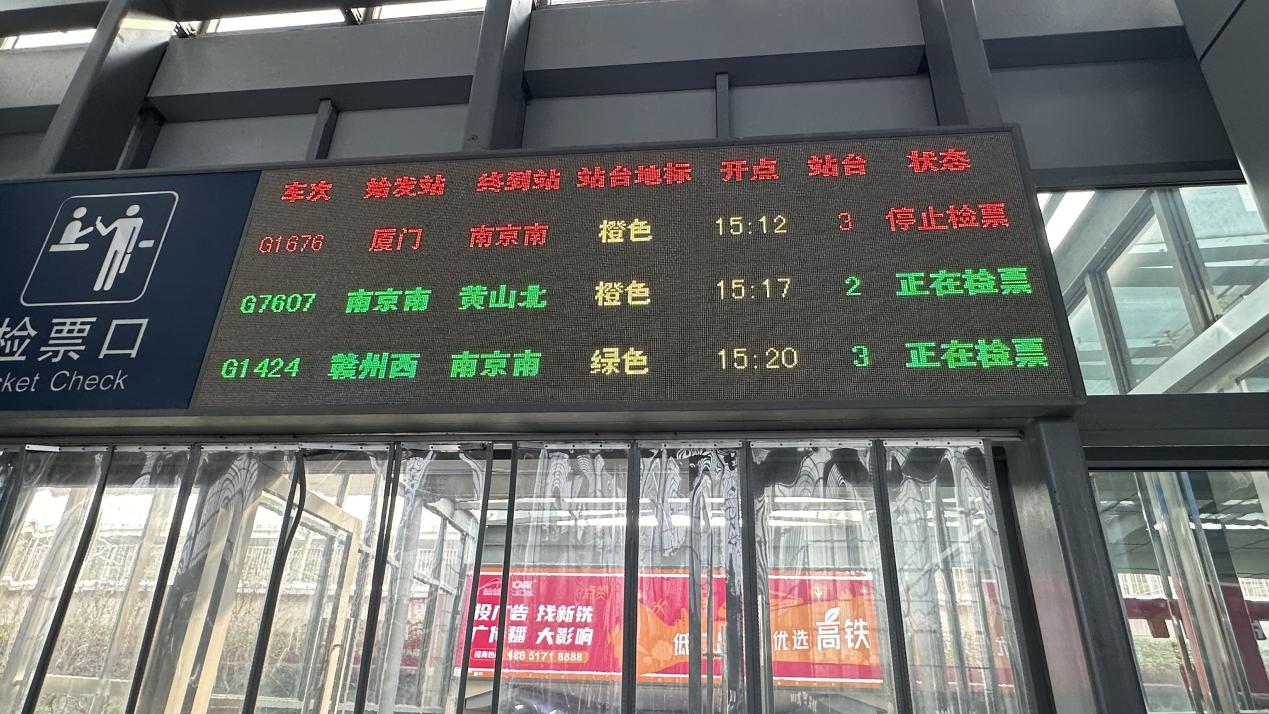 车次 始发站 终到站 站台地标 开点 站台 状态
G1676 厦门 南京南 橙色 15:12 3 停止检票
G7607 南京南 黄山北 橙色 15:17 2 正在检票
G1424 赣州西 南京南 绿色 15:20 3 正在检票
检票口
Check
投广告 找新铁
大影响
5171 8888
优选 高铁